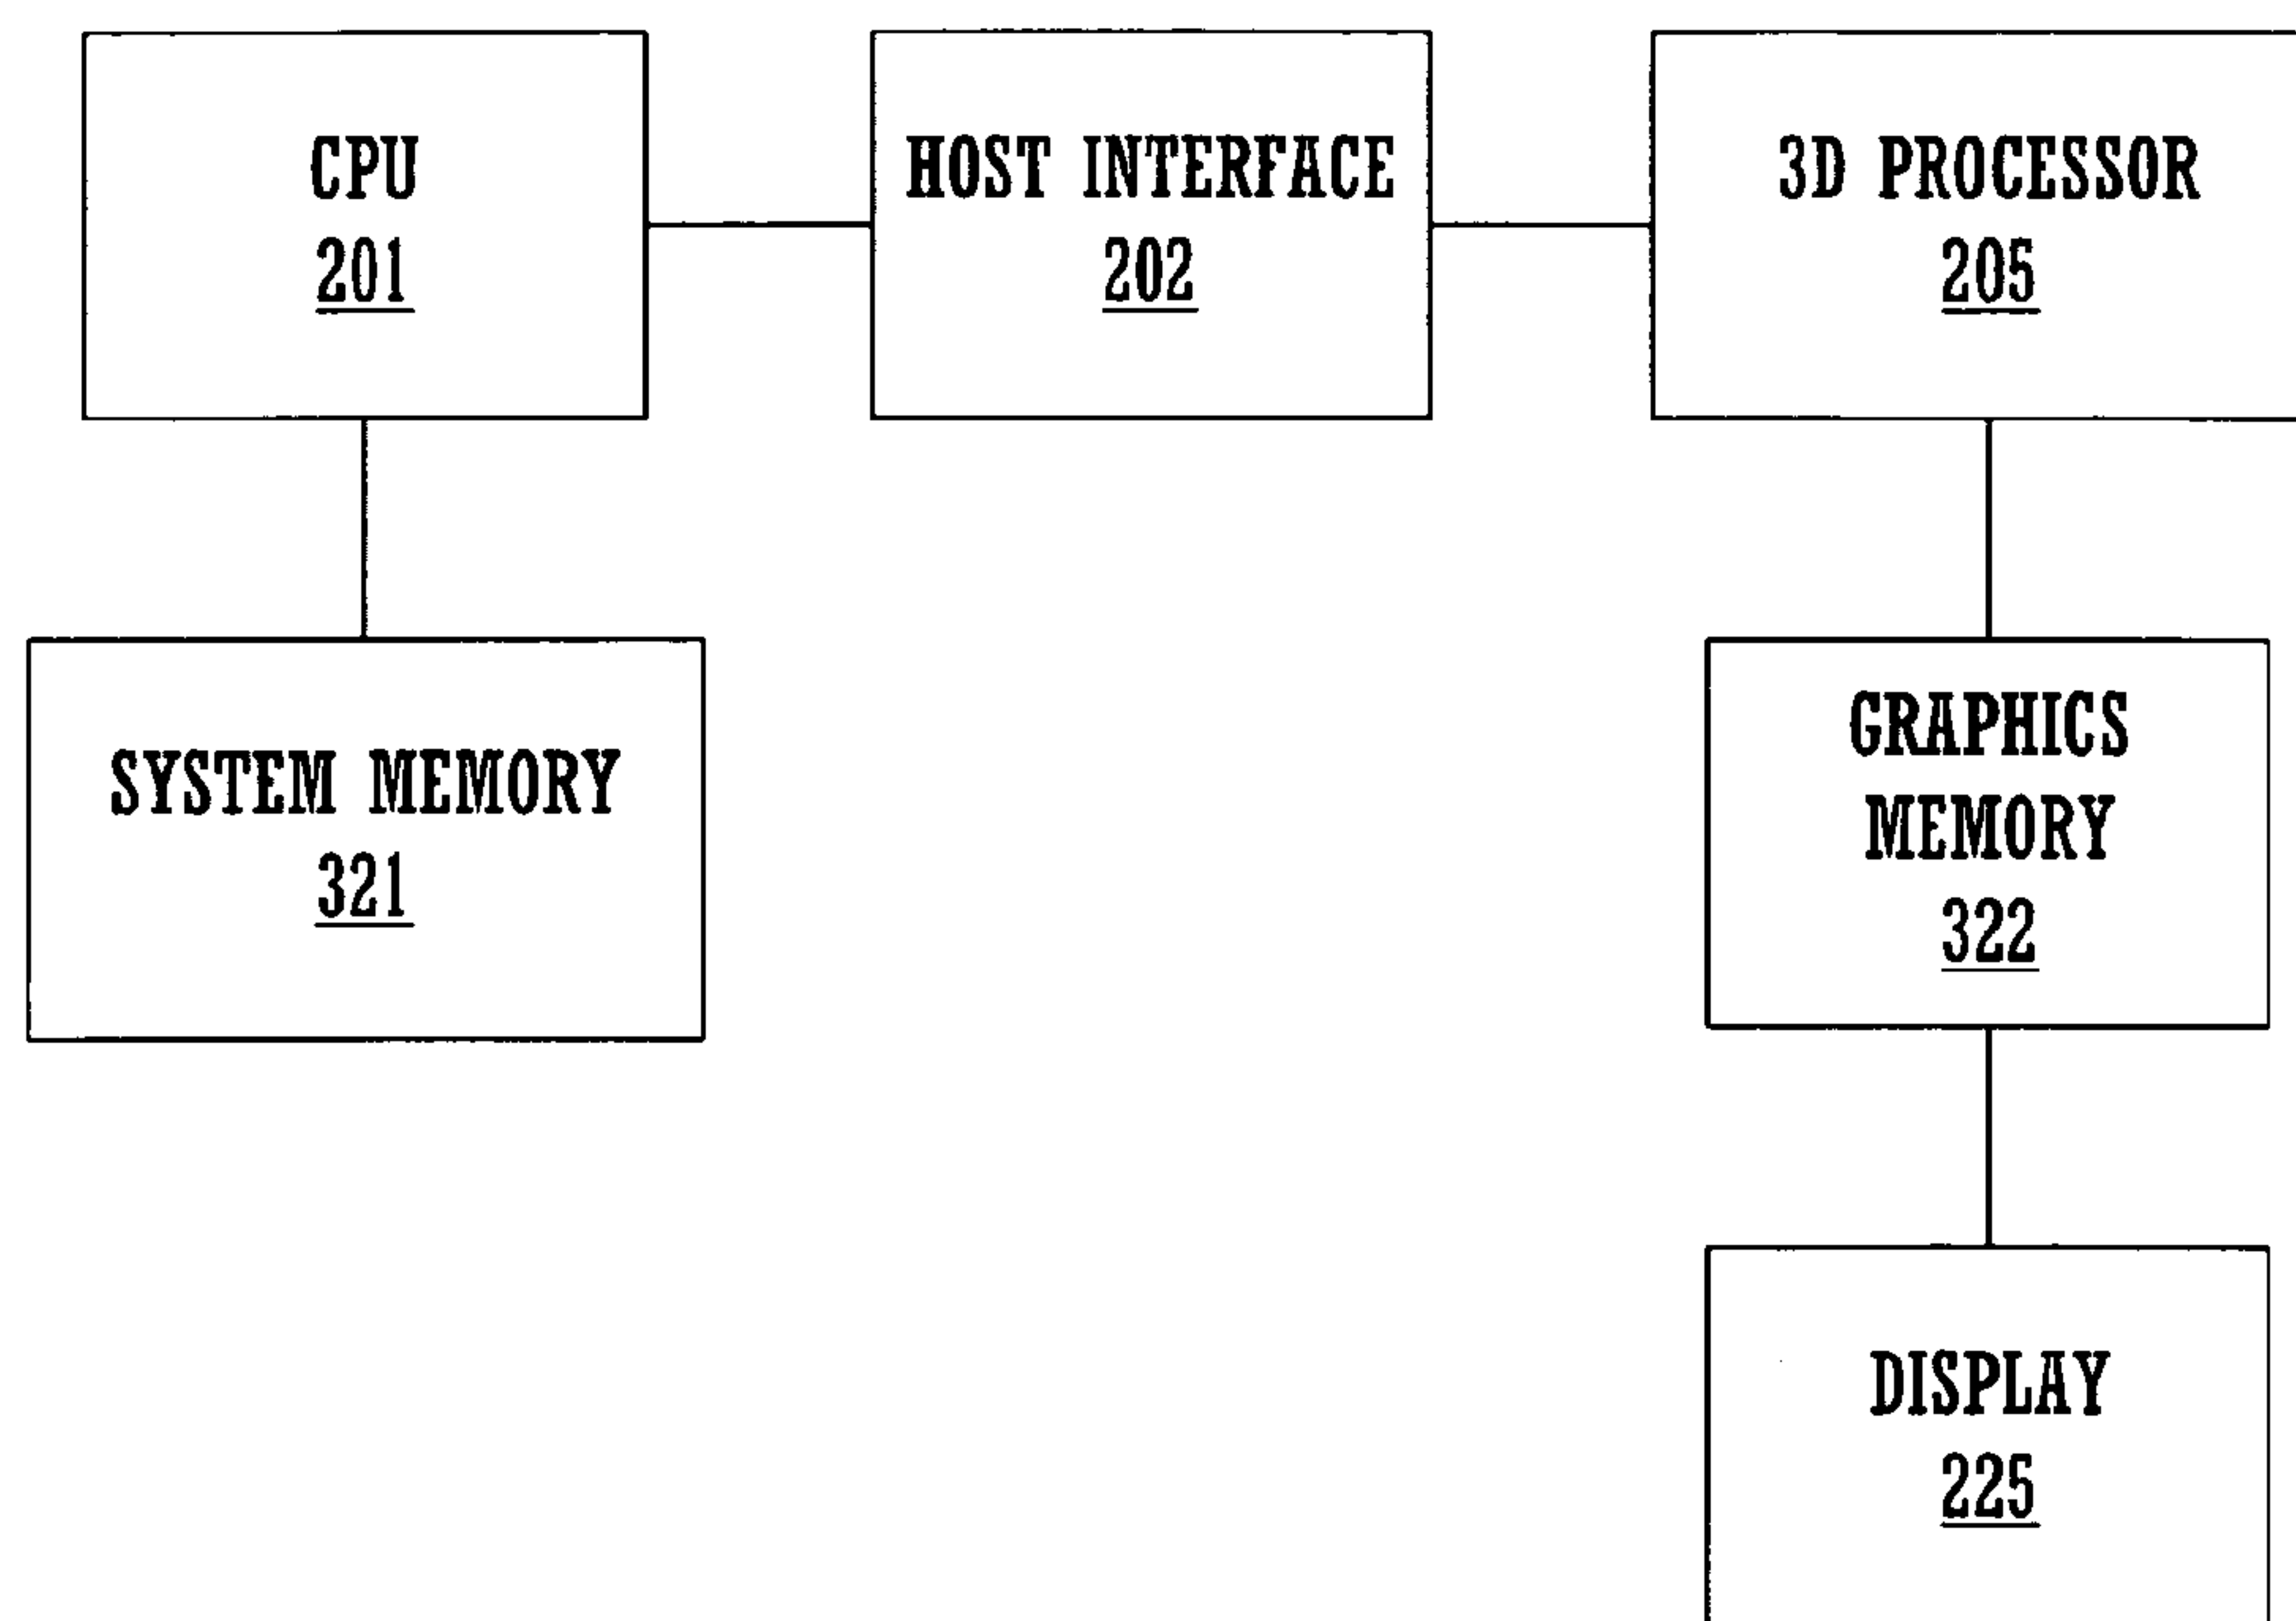 CPU
201
HOST INTERFACE
202
3D PROCESSOR
205
SYSTEM MEMORY
321
GRAPHICS
MEMORY
322
DISPLAY
225